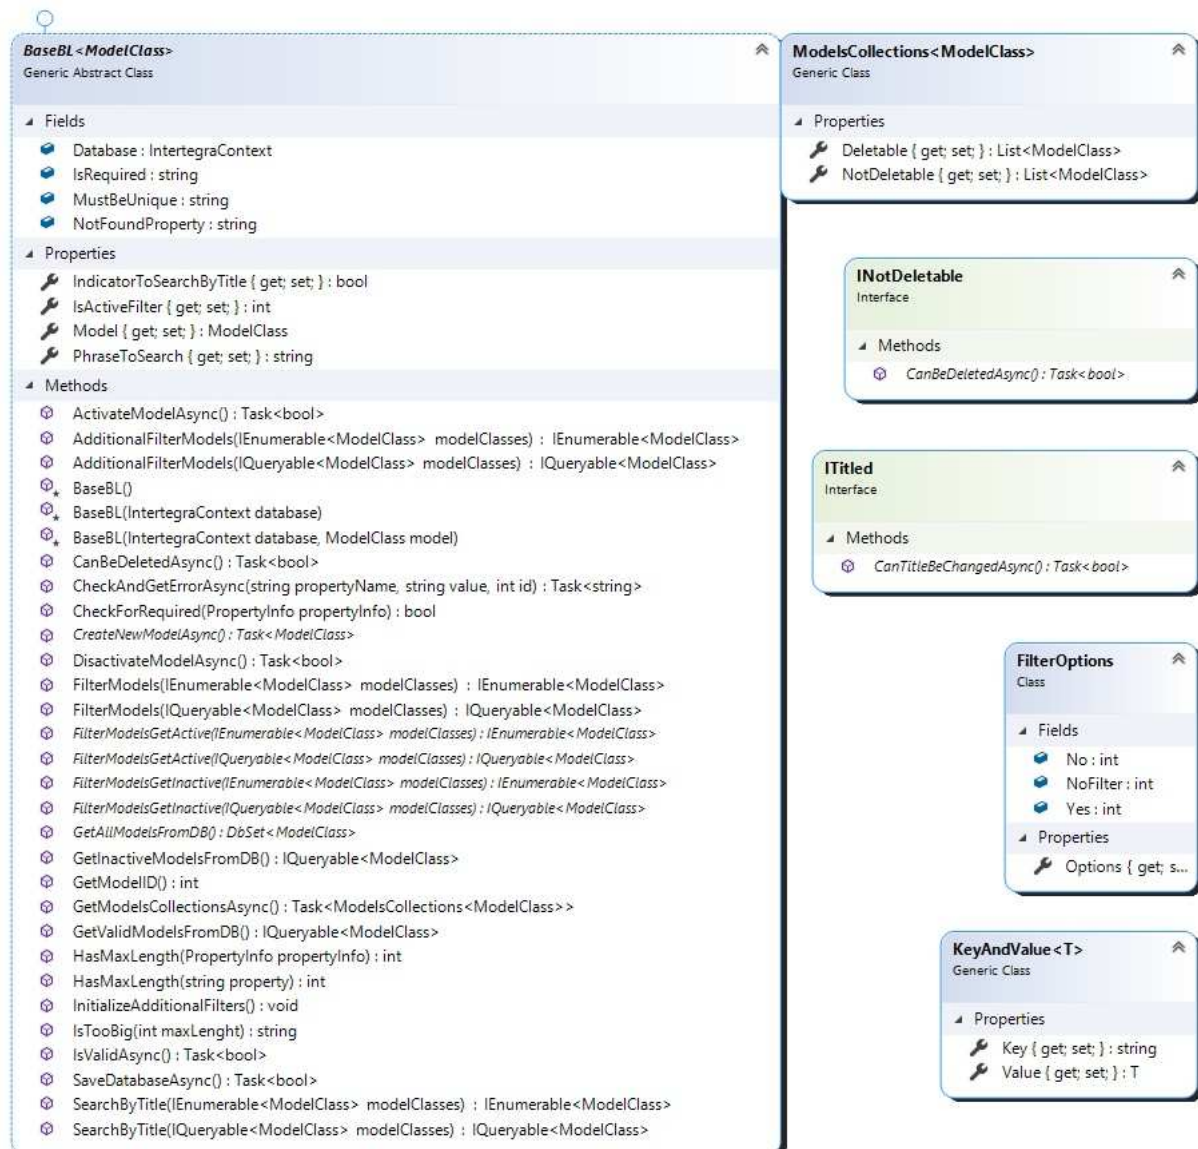 BaseBL<ModelClass>
Generic Abstract Class
Fields
Database : IntertegraContext
IsRequired : string
MustBeUnique : string
NotFoundProperty : string
Properties
IndicatorToSearchByTitle { get; set; } : bool
IsActiveFilter { get; set; } : int
Model { get; set; } : ModelClass
PhraseToSearch { get; set; } : string
Methods
ActivateModelAsync() : Task<bool>
AdditionalFilterModels(IEnumerable<ModelClass> modelClasses) : IEnumerable<ModelClass>
AdditionalFilterModels(IQueryable<ModelClass> modelClasses) : IQueryable<ModelClass>
BaseBL()
BaseBL(IntertegraContext database)
BaseBL(IntertegraContext database, ModelClass model)
CanBeDeletedAsync() : Task<bool>
CheckAndGetErrorAsync(string propertyName, string value, int id) : Task<string>
CheckForRequired(PropertyInfo propertyInfo) : bool
CreateNewModelAsync() : Task<ModelClass>
DisactivateModelAsync() : Task<bool>
FilterModels(IEnumerable<ModelClass> modelClasses) : IEnumerable<ModelClass>
FilterModels(IQueryable<ModelClass> modelClasses) : IQueryable<ModelClass>
FilterModelsGetActive(IEnumerable<ModelClass> modelClasses) : IEnumerable<ModelClass>
FilterModelsGetActive(IQueryable<ModelClass> modelClasses) : IQueryable<ModelClass>
FilterModelsGetInactive(IEnumerable<ModelClass> modelClasses) : IEnumerable<ModelClass>
FilterModelsGetInactive(IQueryable<ModelClass> modelClasses) : IQueryable<ModelClass>
GetAllModelsFromDB() : DbSet<ModelClass>
GetInactiveModelsFromDB() : IQueryable<ModelClass>
GetModelID() : int
GetModelsCollectionsAsync() : Task<ModelsCollections<ModelClass>>
GetValidModelsFromDB() : IQueryable<ModelClass>
HasMaxLength(PropertyInfo propertyInfo) : int
HasMaxLength(string property) : int
InitializeAdditionalFilters() : void
IsTooBig(int maxLenght) : string
IsValidAsync() : Task<bool>
SaveDatabaseAsync() : Task<bool>
SearchByTitle(IEnumerable<ModelClass> modelClasses) : IEnumerable<ModelClass>
SearchByTitle(IQueryable<ModelClass> modelClasses) : IQueryable<ModelClass>
ModelsCollections<ModelClass>
Generic Class
Properties
Deletable { get; set; } : List<ModelClass>
NotDeletable { get; set; } : List<ModelClass>
INotDeletable
Interface
Methods
CanBeDeletedAsync() : Task<bool>
ITitled
Interface
Methods
CanTitleBeChangedAsync() : Task<bool>
FilterOptions
Class
Fields
No : int
NoFilter : int
Yes : int
Properties
Options { get; s...
KeyAndValue<T>
Generic Class
Properties
Key { get; set; } : string
Value { get; set; } : T